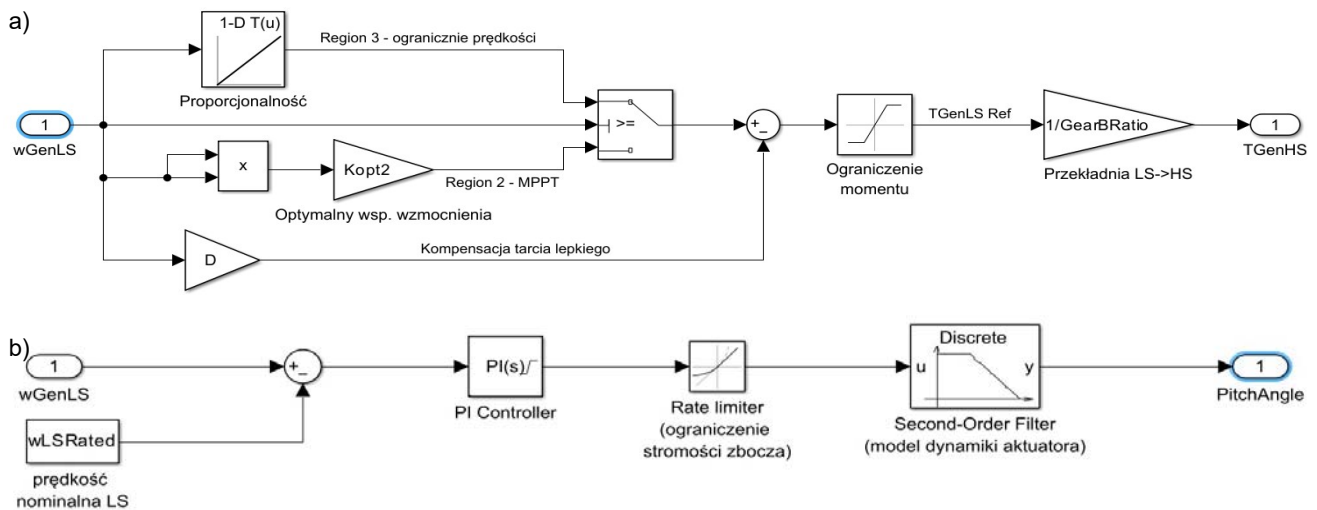 a)
1-D T(u)
Proporcjonalność
Region 3 - ogranicznie prędkości
1
wGenLS
>=
x
Kopt2
Region 2 - MPPT
Optymalny wsp. wzmocnienia
D
Kompensacja tarcia lepkiego
+
-
Ograniczenie
momentu
TGenLS Ref
1/GearBRatio
Przekładnia LS->HS
1
TGenHS
b)
1
wGenLS
wLSRated
prędkość
nominalna LS
+
-
PI(s)
PI Controller
Rate limiter
(ograniczenie
stromości zbocza)
Discrete
u
y
Second-Order Filter
(model dynamiki aktuatora)
1
PitchAngle